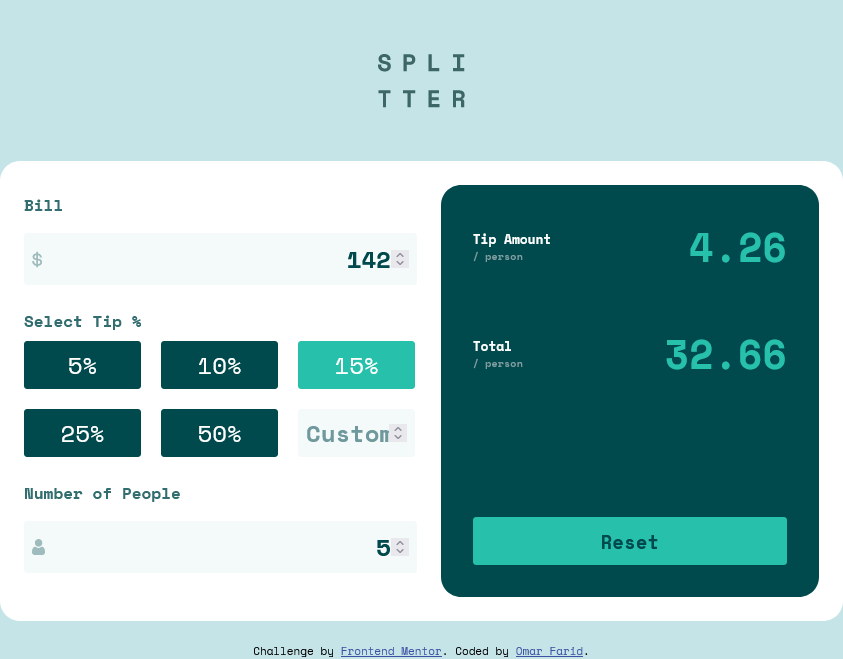 SPLI
TTER
Bill
$ 142
Select Tip %
5% 10% 15%
25% 50% Custom
Number of People
5
Tip Amount
/ person
4.26
Total
/ person
32.66
Reset
Challenge by Frontend Mentor. Coded by Omar Farid.